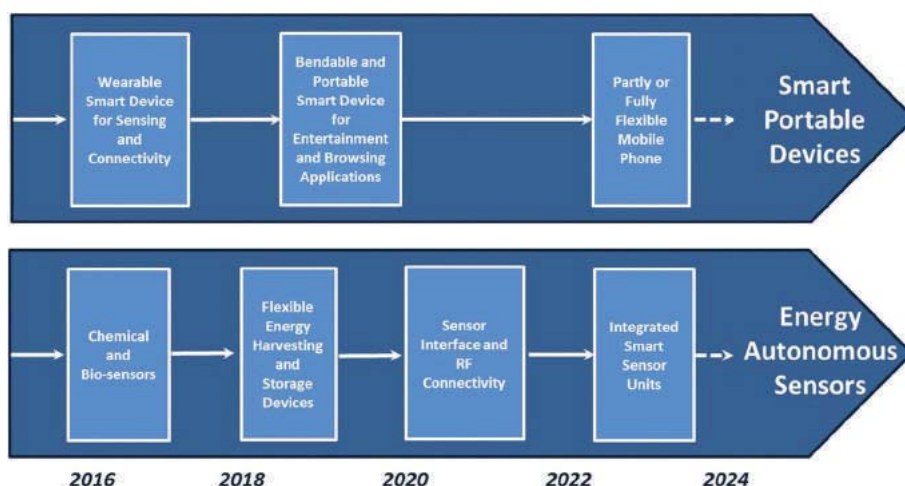 Wearable
Smart Device
for Sensing
and
Connectivity
Bendable and
Portable
Smart Device
for
Entertainment
and Browsing
Applications
Partly or
Fully
Flexible
Mobile
Phone
Smart
Portable
Devices
Chemical
and
Bio-sensors
Flexible
Energy
Harvesting
and
Storage
Devices
Sensor
Interface and
RF
Connectivity
Integrated
Smart
Sensor
Units
Energy
Autonomous
Sensors
2016
2018
2020
2022
2024